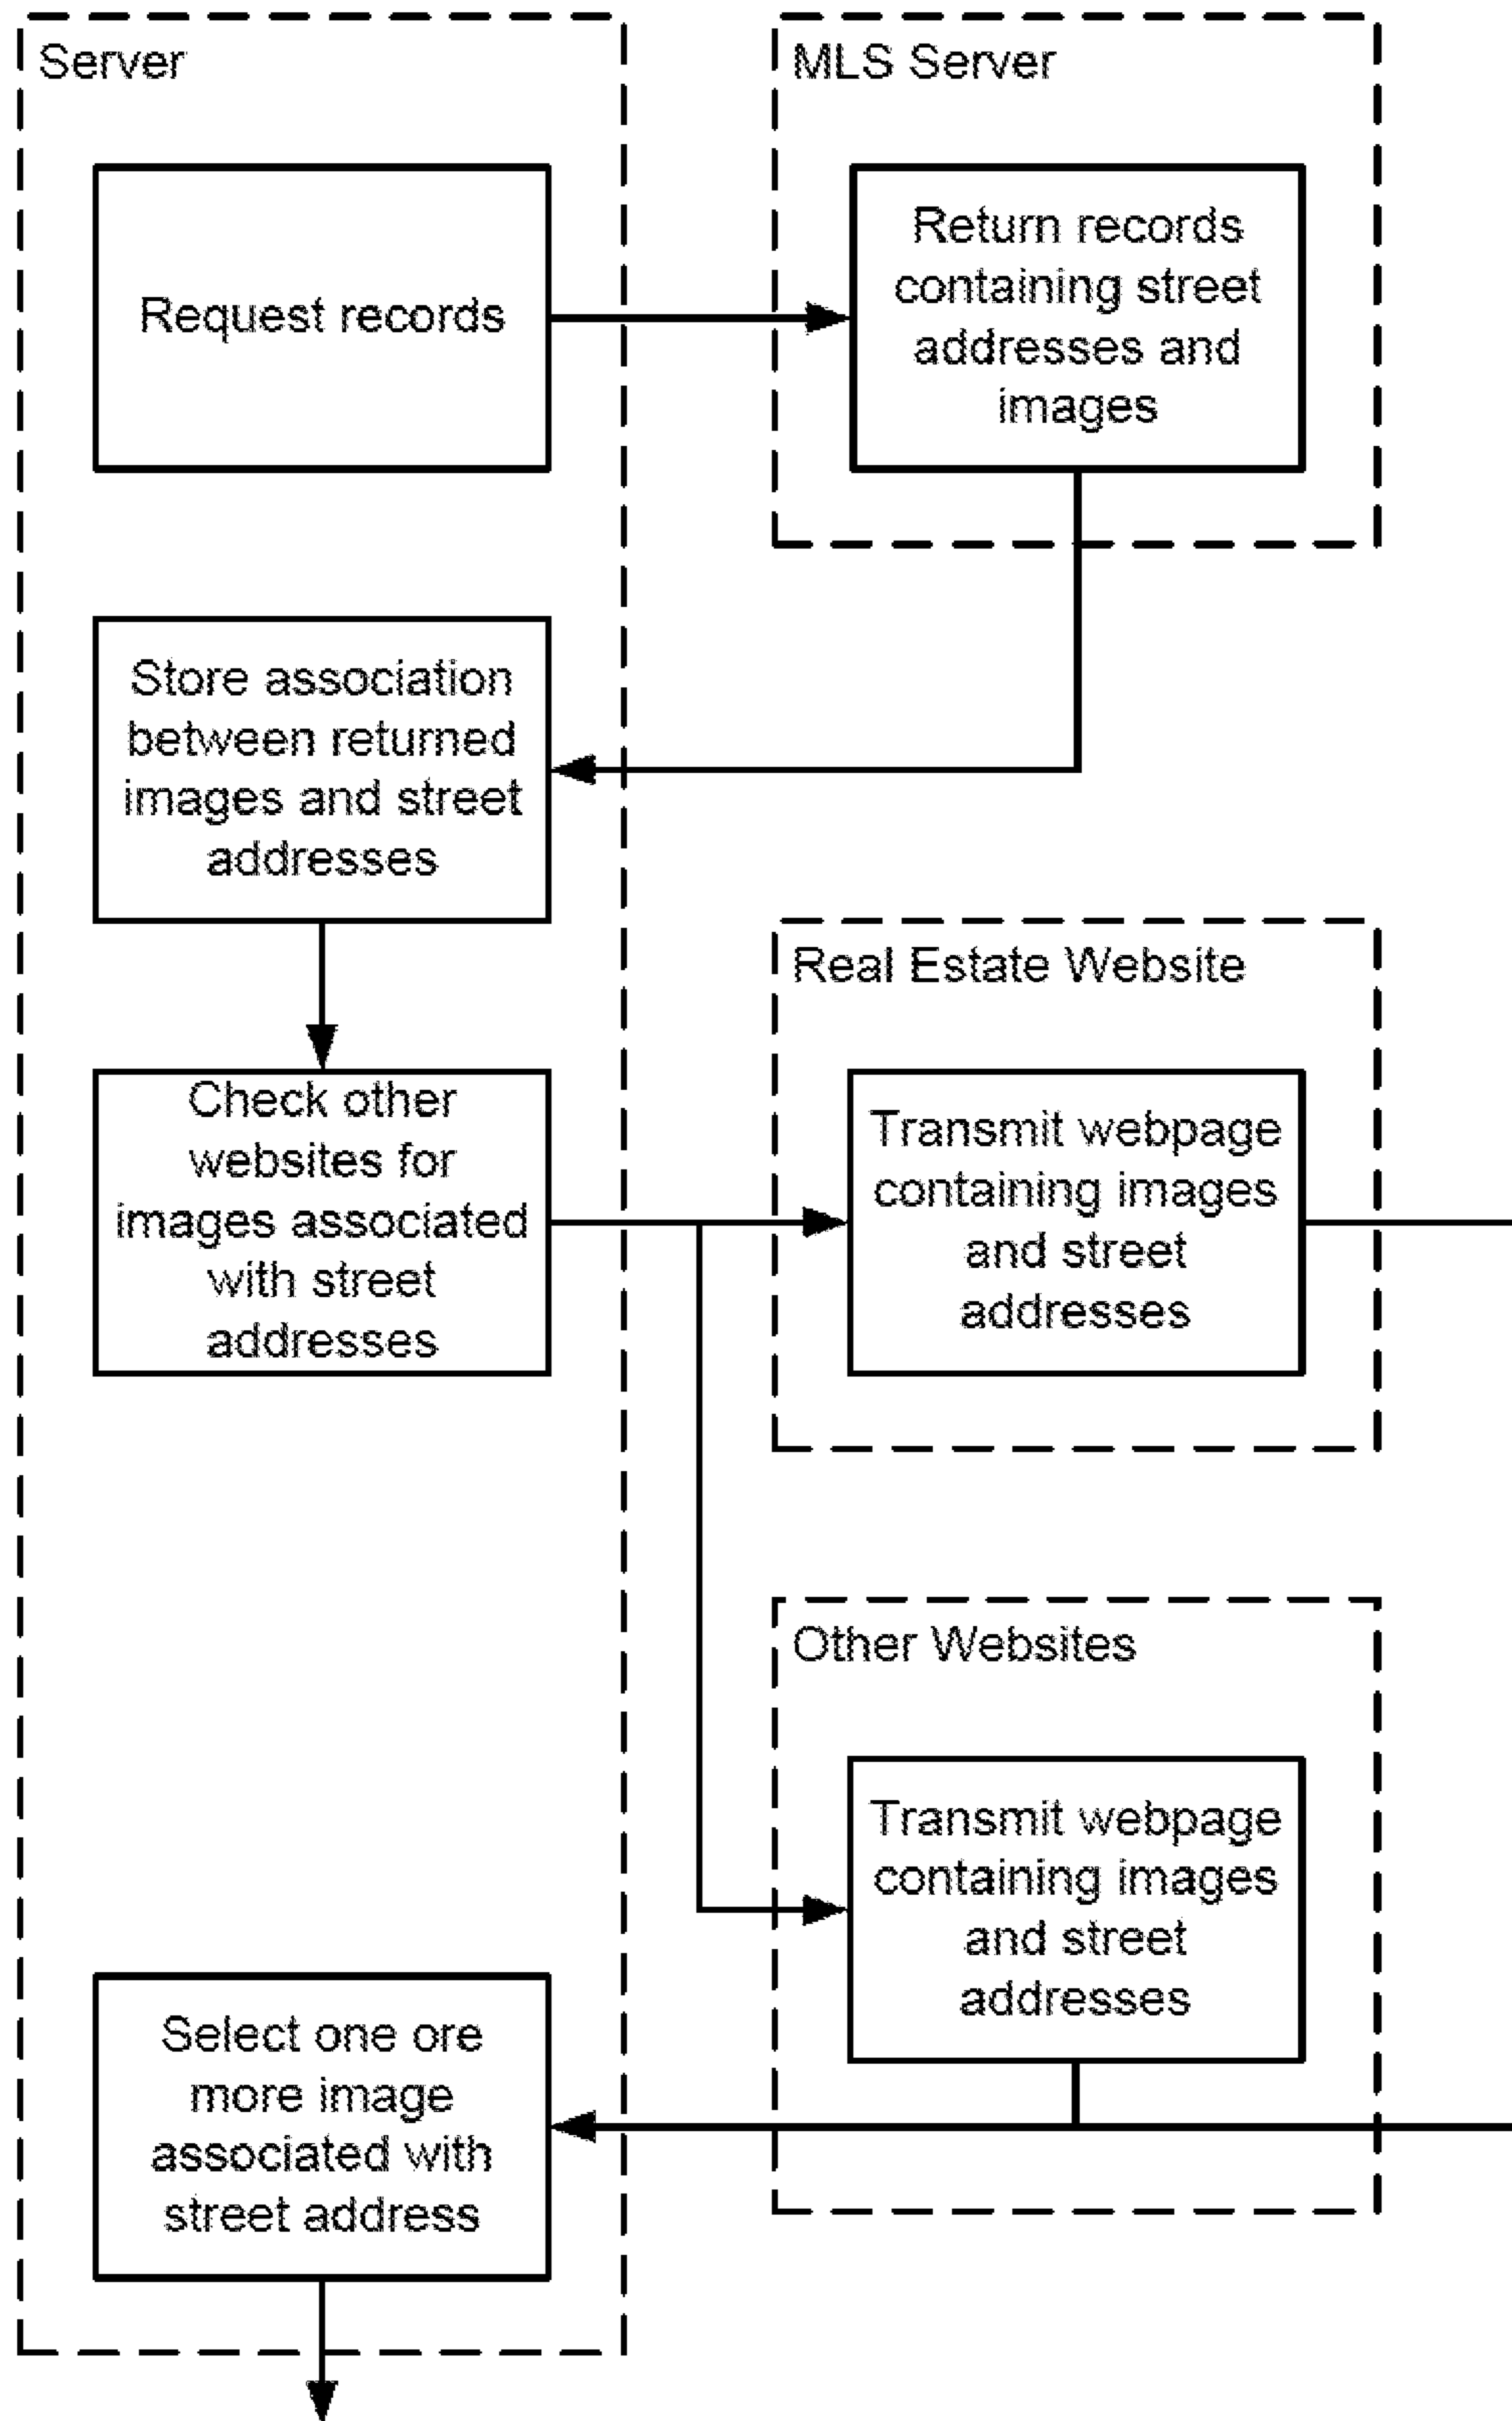 Server
MLS Server
Request records
Return records
containing street
addresses and
images
Store association
between returned
images and street
addresses
Real Estate Website
Check other
websites for
images associated
with street
addresses
Transmit webpage
containing images
and street
addresses
Other Websites
Transmit webpage
containing images
and street
addresses
Select one ore
more image
associated with
street address